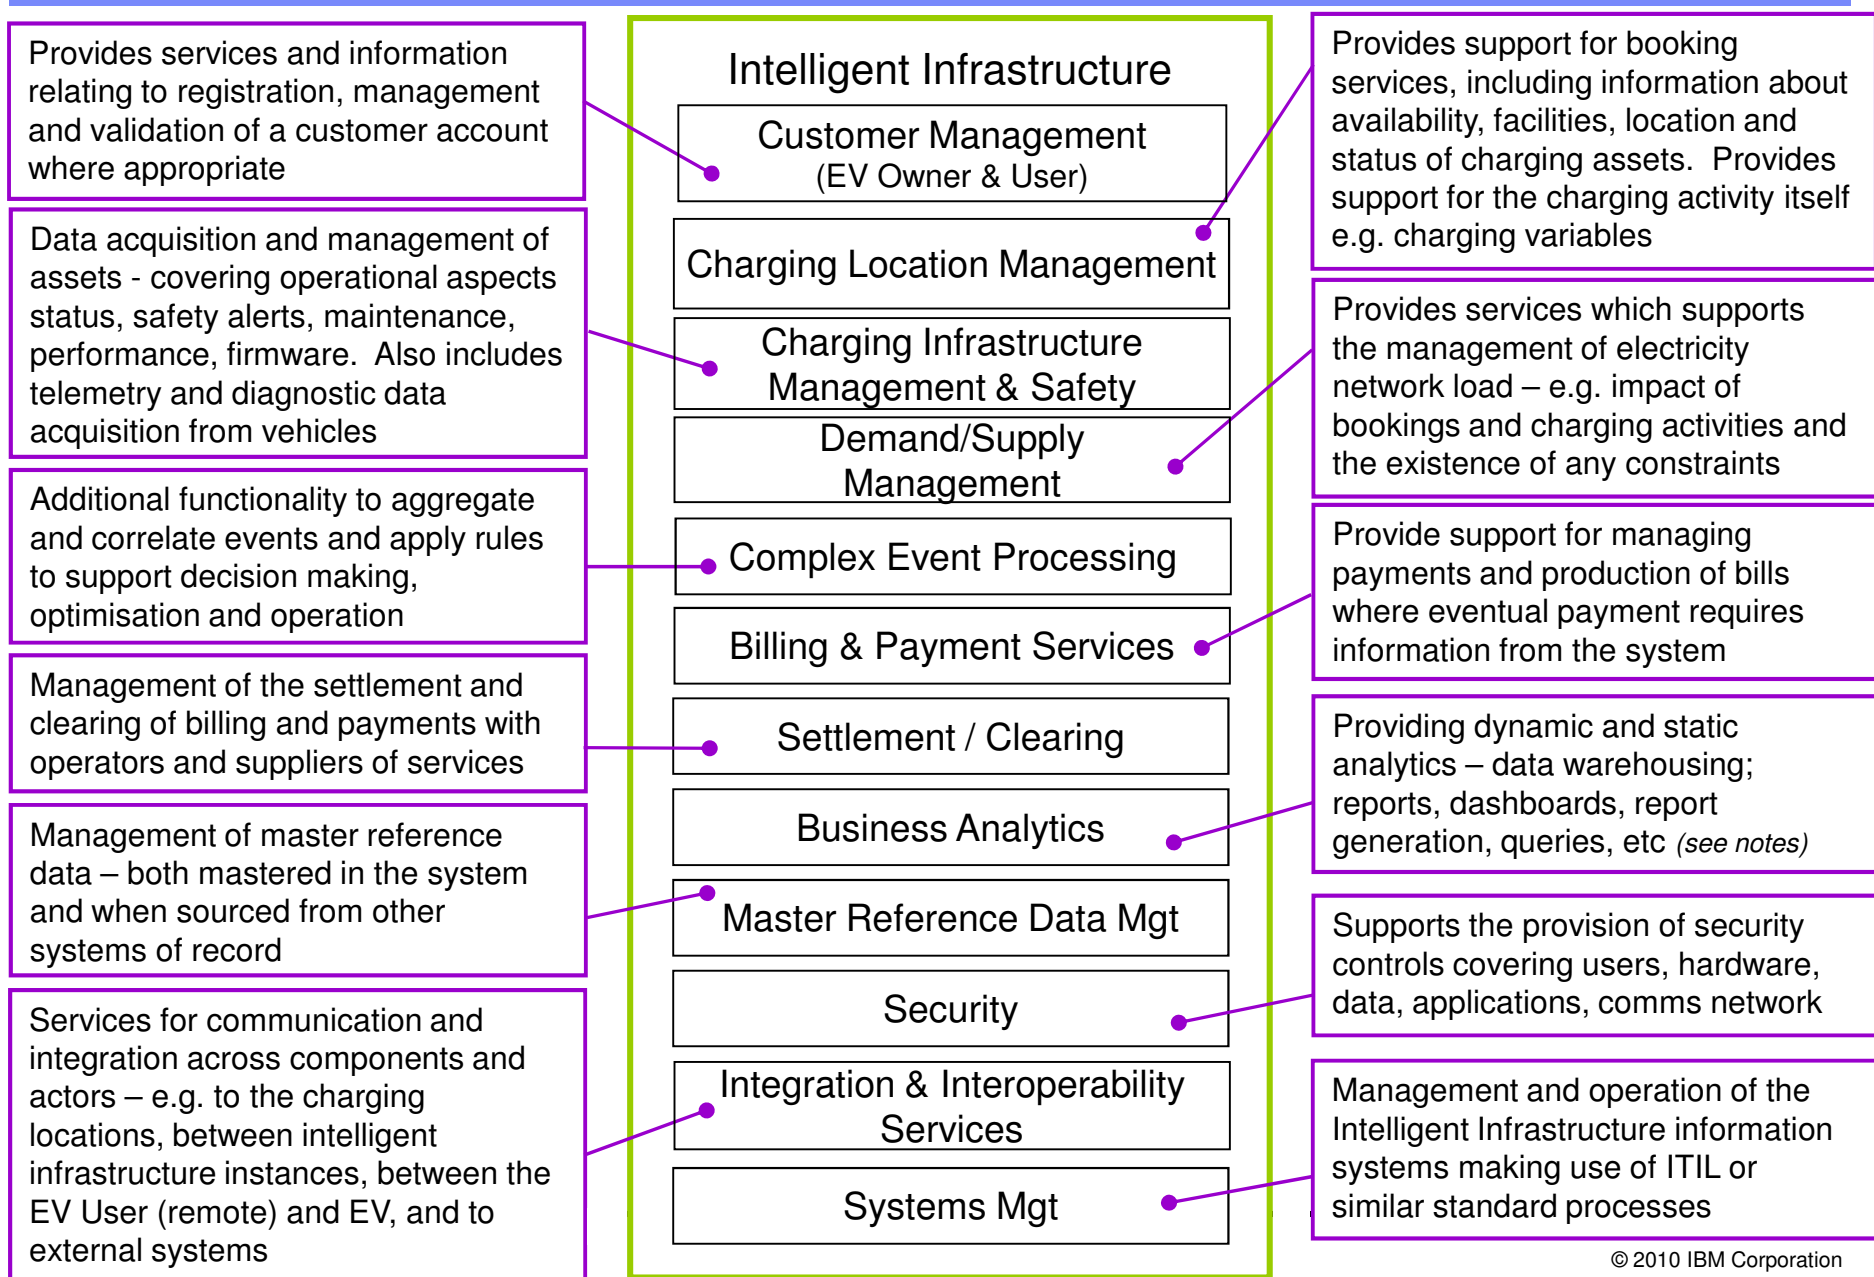 Provides services and information
relating to registration, management
and validation of a customer account
where appropriate
Data acquisition and management of
assets - covering operational aspects
status, safety alerts, maintenance,
performance, firmware.  Also includes
telemetry and diagnostic data
acquisition from vehicles
Additional functionality to aggregate
and correlate events and apply rules
to support decision making,
optimisation and operation
Management of the settlement and
clearing of billing and payments with
operators and suppliers of services
Management of master reference
data – both mastered in the system
and when sourced from other
systems of record
Services for communication and
integration across components and
actors – e.g. to the charging
locations, between intelligent
infrastructure instances, between the
EV User (remote) and EV, and to
external systems
Intelligent Infrastructure
Customer Management
(EV Owner & User)
Charging Location Management
Charging Infrastructure
Management & Safety
Demand/Supply
Management
Complex Event Processing
Billing & Payment Services
Settlement / Clearing
Business Analytics
Master Reference Data Mgt
Security
Integration & Interoperability
Services
Systems Mgt
Provides support for booking
services, including information about
availability, facilities, location and
status of charging assets.  Provides
support for the charging activity itself
e.g. charging variables
Provides services which supports
the management of electricity
network load – e.g. impact of
bookings and charging activities and
the existence of any constraints
Provide support for managing
payments and production of bills
where eventual payment requires
information from the system
Providing dynamic and static
analytics – data warehousing;
reports, dashboards, report
generation, queries, etc (see notes)
Supports the provision of security
controls covering users, hardware,
data, applications, comms network
Management and operation of the
Intelligent Infrastructure information
systems making use of ITIL or
similar standard processes
© 2010 IBM Corporation